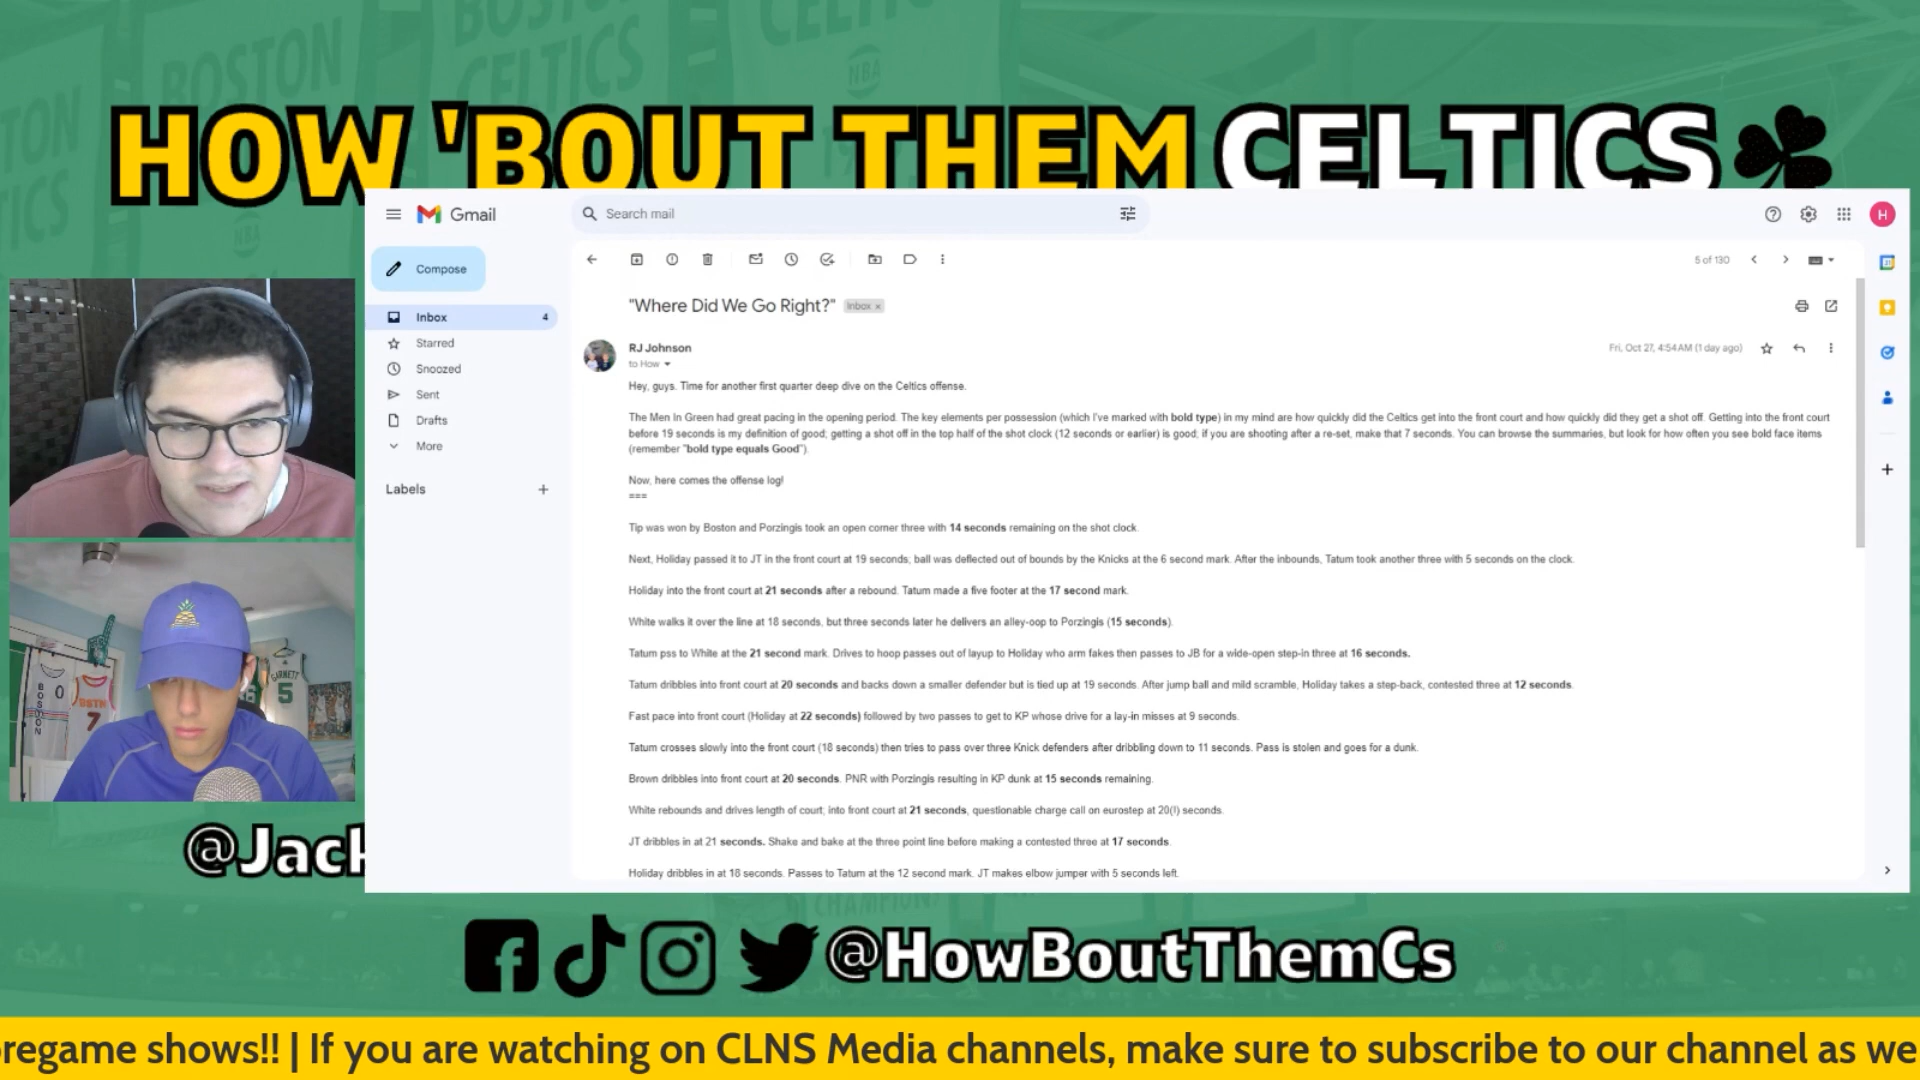 HOW 'BOUT THEM CELTICS
Gmail
Search mail
H
Compose
5 of 130
Inbox 4
Starred
Snoozed
Sent
Drafts
More
Labels
"Where Did We Go Right?" Inbox x
RJ Johnson
Fri, Oct 27, 4:54 AM (1 day ago)
to How
Hey, guys. Time for another first quarter deep dive on the Celtics offense.
The Men In Green had great pacing in the opening period. The key elements per possession (which I've marked with bold type) in my mind are how quickly did the Celtics get into the front court and how quickly did they get a shot off. Getting into the front court
before 19 seconds is my definition of good; getting a shot off in the top half of the shot clock (12 seconds or earlier) is good; if you are shooting after a re-set, make that 7 seconds. You can browse the summaries, but look for how often you see bold face items
(remember "bold type equals Good").
Now, here comes the offense log!
===
Tip was won by Boston and Porzingis took an open corner three with 14 seconds remaining on the shot clock.
Next, Holiday passed it to JT in the front court at 19 seconds; ball was deflected out of bounds by the Knicks at the 6 second mark. After the inbounds, Tatum took another three with 5 seconds on the clock.
Holiday into the front court at 21 seconds after a rebound. Tatum made a five footer at the 17 second mark.
White walks it over the line at 18 seconds, but three seconds later he delivers an alley-oop to Porzingis (15 seconds).
Tatum pss to White at the 21 second mark. Drives to hoop passes out of layup to Holiday who arm fakes then passes to JB for a wide-open step-in three at 16 seconds.
Tatum dribbles into front court at 20 seconds and backs down a smaller defender but is tied up at 19 seconds. After jump ball and mild scramble, Holiday takes a step-back, contested three at 12 seconds.
Fast pace into front court (Holiday at 22 seconds) followed by two passes to get to KP whose drive for a lay-in misses at 9 seconds.
Tatum crosses slowly into the front court (18 seconds) then tries to pass over three Knick defenders after dribbling down to 11 seconds. Pass is stolen and goes for a dunk.
Brown dribbles into front court at 20 seconds. PNR with Porzingis resulting in KP dunk at 15 seconds remaining.
White rebounds and drives length of court; into front court at 21 seconds, questionable charge call on eurostep at 20(!) seconds.
JT dribbles in at 21 seconds. Shake and bake at the three point line before making a contested three at 17 seconds.
Holiday dribbles in at 18 seconds. Passes to Tatum at the 12 second mark. JT makes elbow jumper with 5 seconds left.
BOSTON
0
BSTN
7
GARNETT
5
@Jack
@HowBoutThemCs
regame shows!! | If you are watching on CLNS Media channels, make sure to subscribe to our channel as we